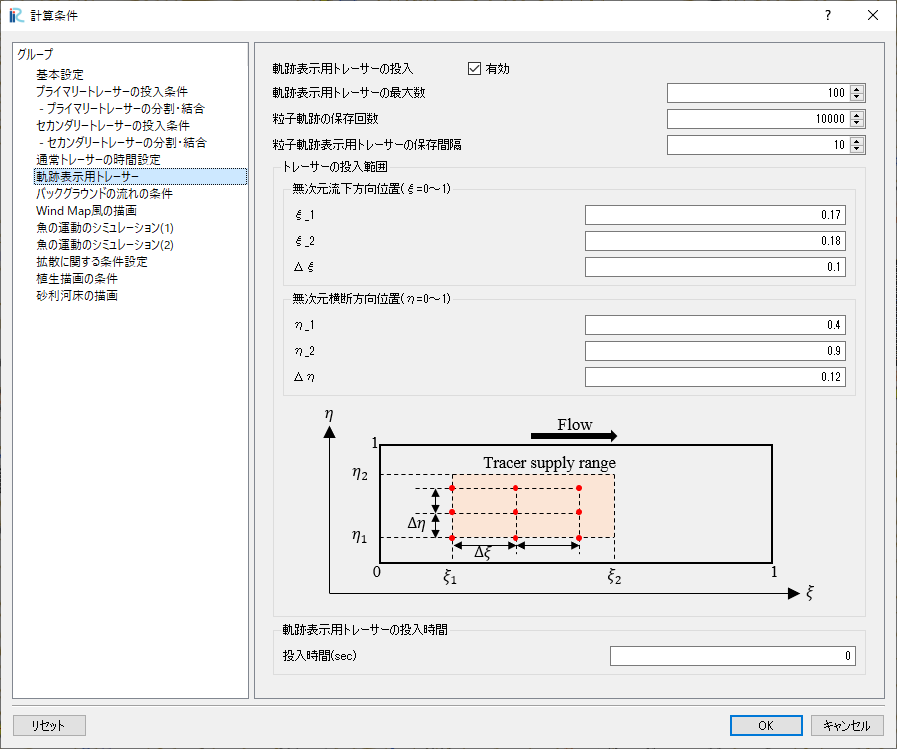 計算条件
グループ
基本設定
プライマリートレーサーの投入条件
- プライマリートレーサーの分割・結合
セカンダリートレーサーの投入条件
- セカンダリートレーサーの分割・結合
通常トレーサーの時間設定
軌跡表示用トレーサー
バックグラウンドの流れの条件
Wind Map風の描画
魚の運動のシミュレーション(1)
魚の運動のシミュレーション(2)
拡散に関する条件設定
植生描画の条件
砂利河床の描画
軌跡表示用トレーサーの投入 有効
軌跡表示用トレーサーの最大数 100
粒子軌跡の保存回数 10000
粒子軌跡表示用トレーサーの保存間隔 10
トレーサーの投入範囲
無次元流下方向位置(ξ=0～1)
ξ_1 0.17
ξ_2 0.18
Δξ 0.1
無次元横断方向位置(η=0～1)
η_1 0.4
η_2 0.9
Δη 0.12
η
Flow
1
Tracer supply range
η2
Δη
η1
Δξ
0
ξ1
ξ2
1
ξ
軌跡表示用トレーサーの投入時間
投入時間(sec) 0
リセット
OK
キャンセル